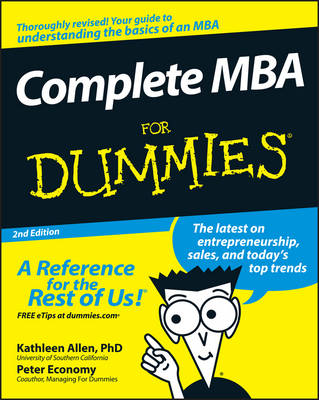 Thoroughly revised! Your guide to
understanding the basics of an MBA
Complete MBA
FOR
DUMMIES®
2nd Edition
The latest on
entrepreneurship,
sales, and today's
top trends
A Reference
for the
Rest of Us!®
FREE eTips at dummies.com®
Kathleen Allen, PhD
University of Southern California
Peter Economy
Coauthor, Managing For Dummies